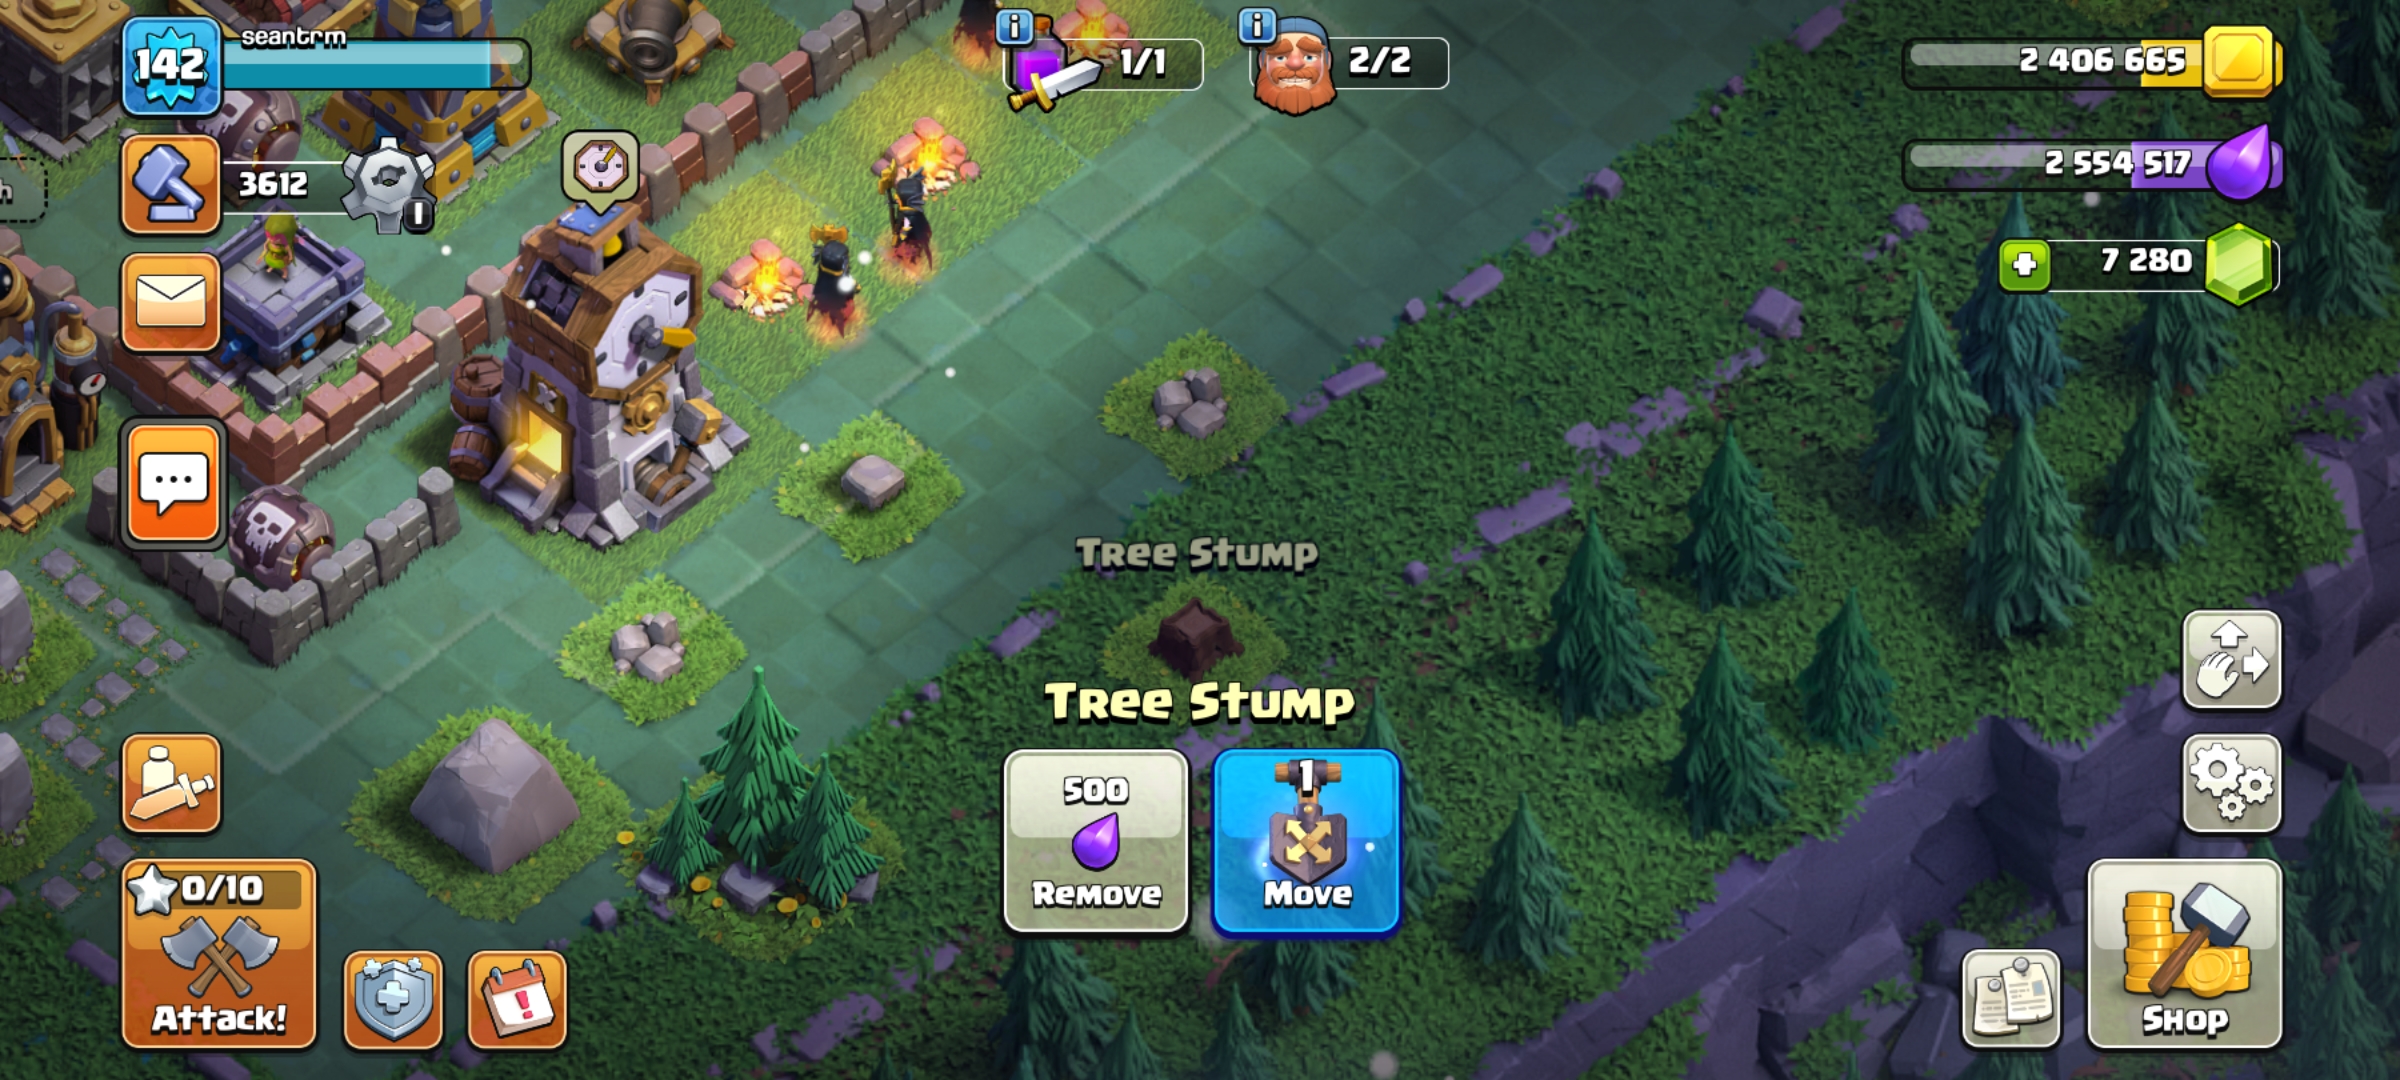 142
seantrm
1/1
2/2
2 406 665
3612
I
2 554 517
7 280
h
Tree Stump
Tree Stump
500
Remove
1
Move
0/10
Attack!
Shop